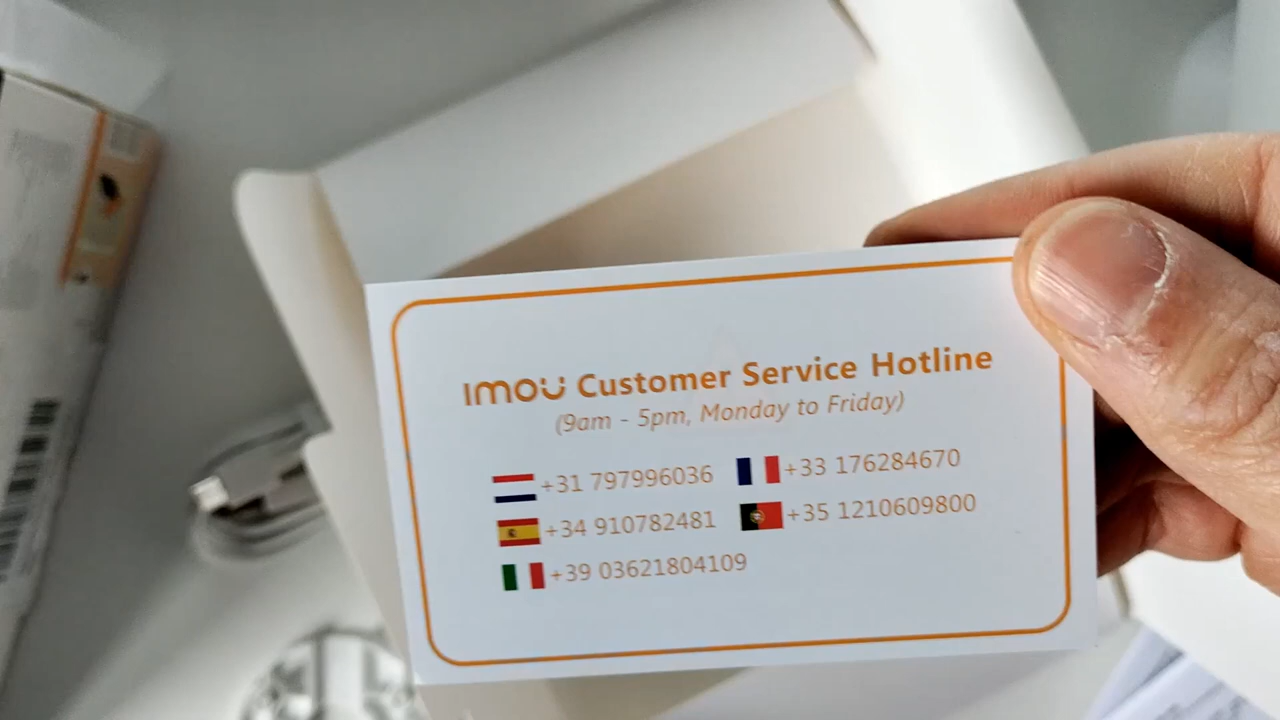 imou Customer Service Hotline
(9am - 5pm, Monday to Friday)
+31 797996036 +33 176284670
+34 910782481 +35 1210609800
+39 03621804109